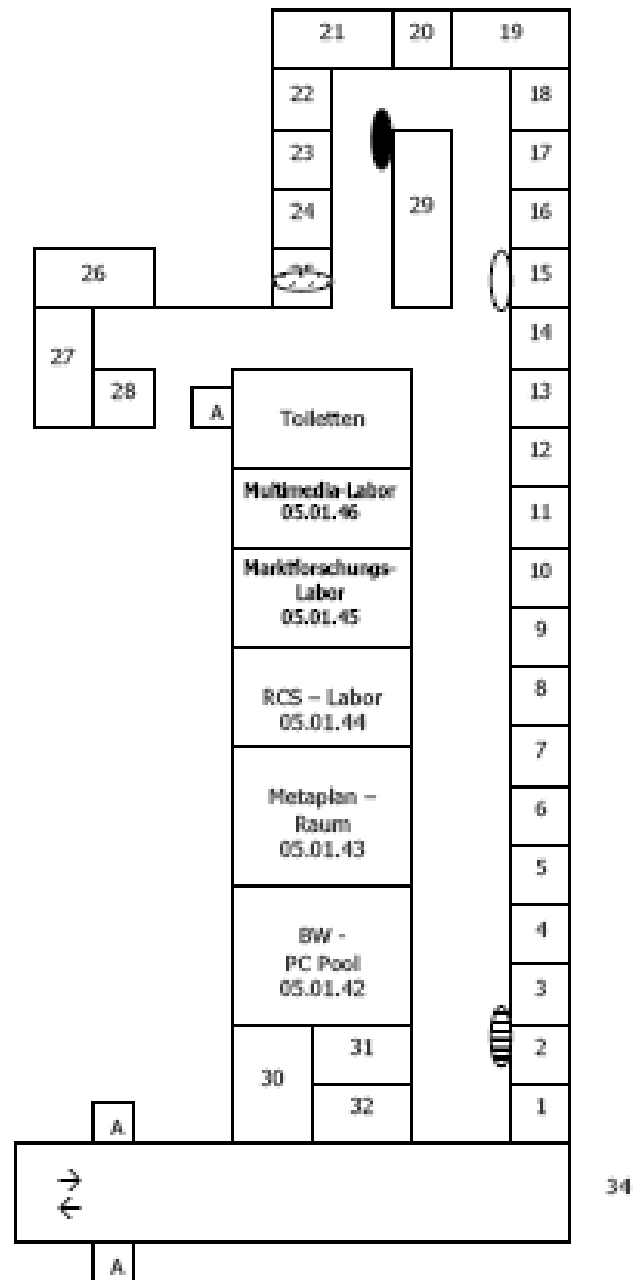 21 20 19
22 18
23 17
24 29 16
26 15
27 14
28 13
A Toiletten
12
Multimedia-Labor
05.01.46
11
Marktforschungs-
Labor
05.01.45
10
9
RCS – Labor
05.01.44
8
7
Metaplan –
Raum
05.01.43
6
5
BW -
PC Pool
05.01.42
4
3
30 31 2
32 1
A
→
←
34
A